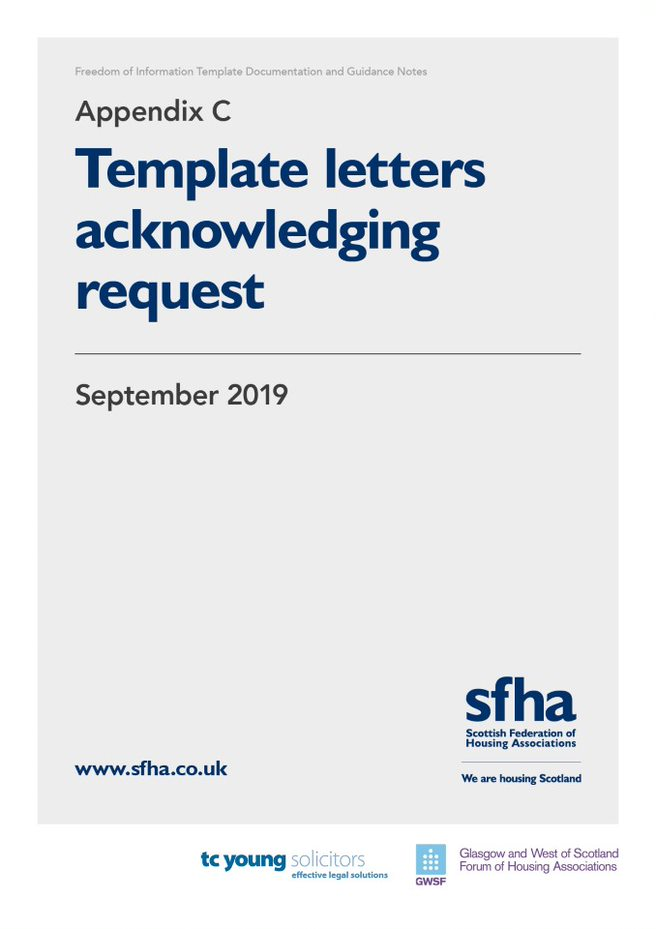 Freedom of Information Template Documentation and Guidance Notes
Appendix C
Template letters
acknowledging
request
September 2019
sfha
Scottish Federation of
Housing Associations
www.sfha.co.uk
We are housing Scotland
tc young solicitors
effective legal solutions
GWSF
Glasgow and West of Scotland
Forum of Housing Associations